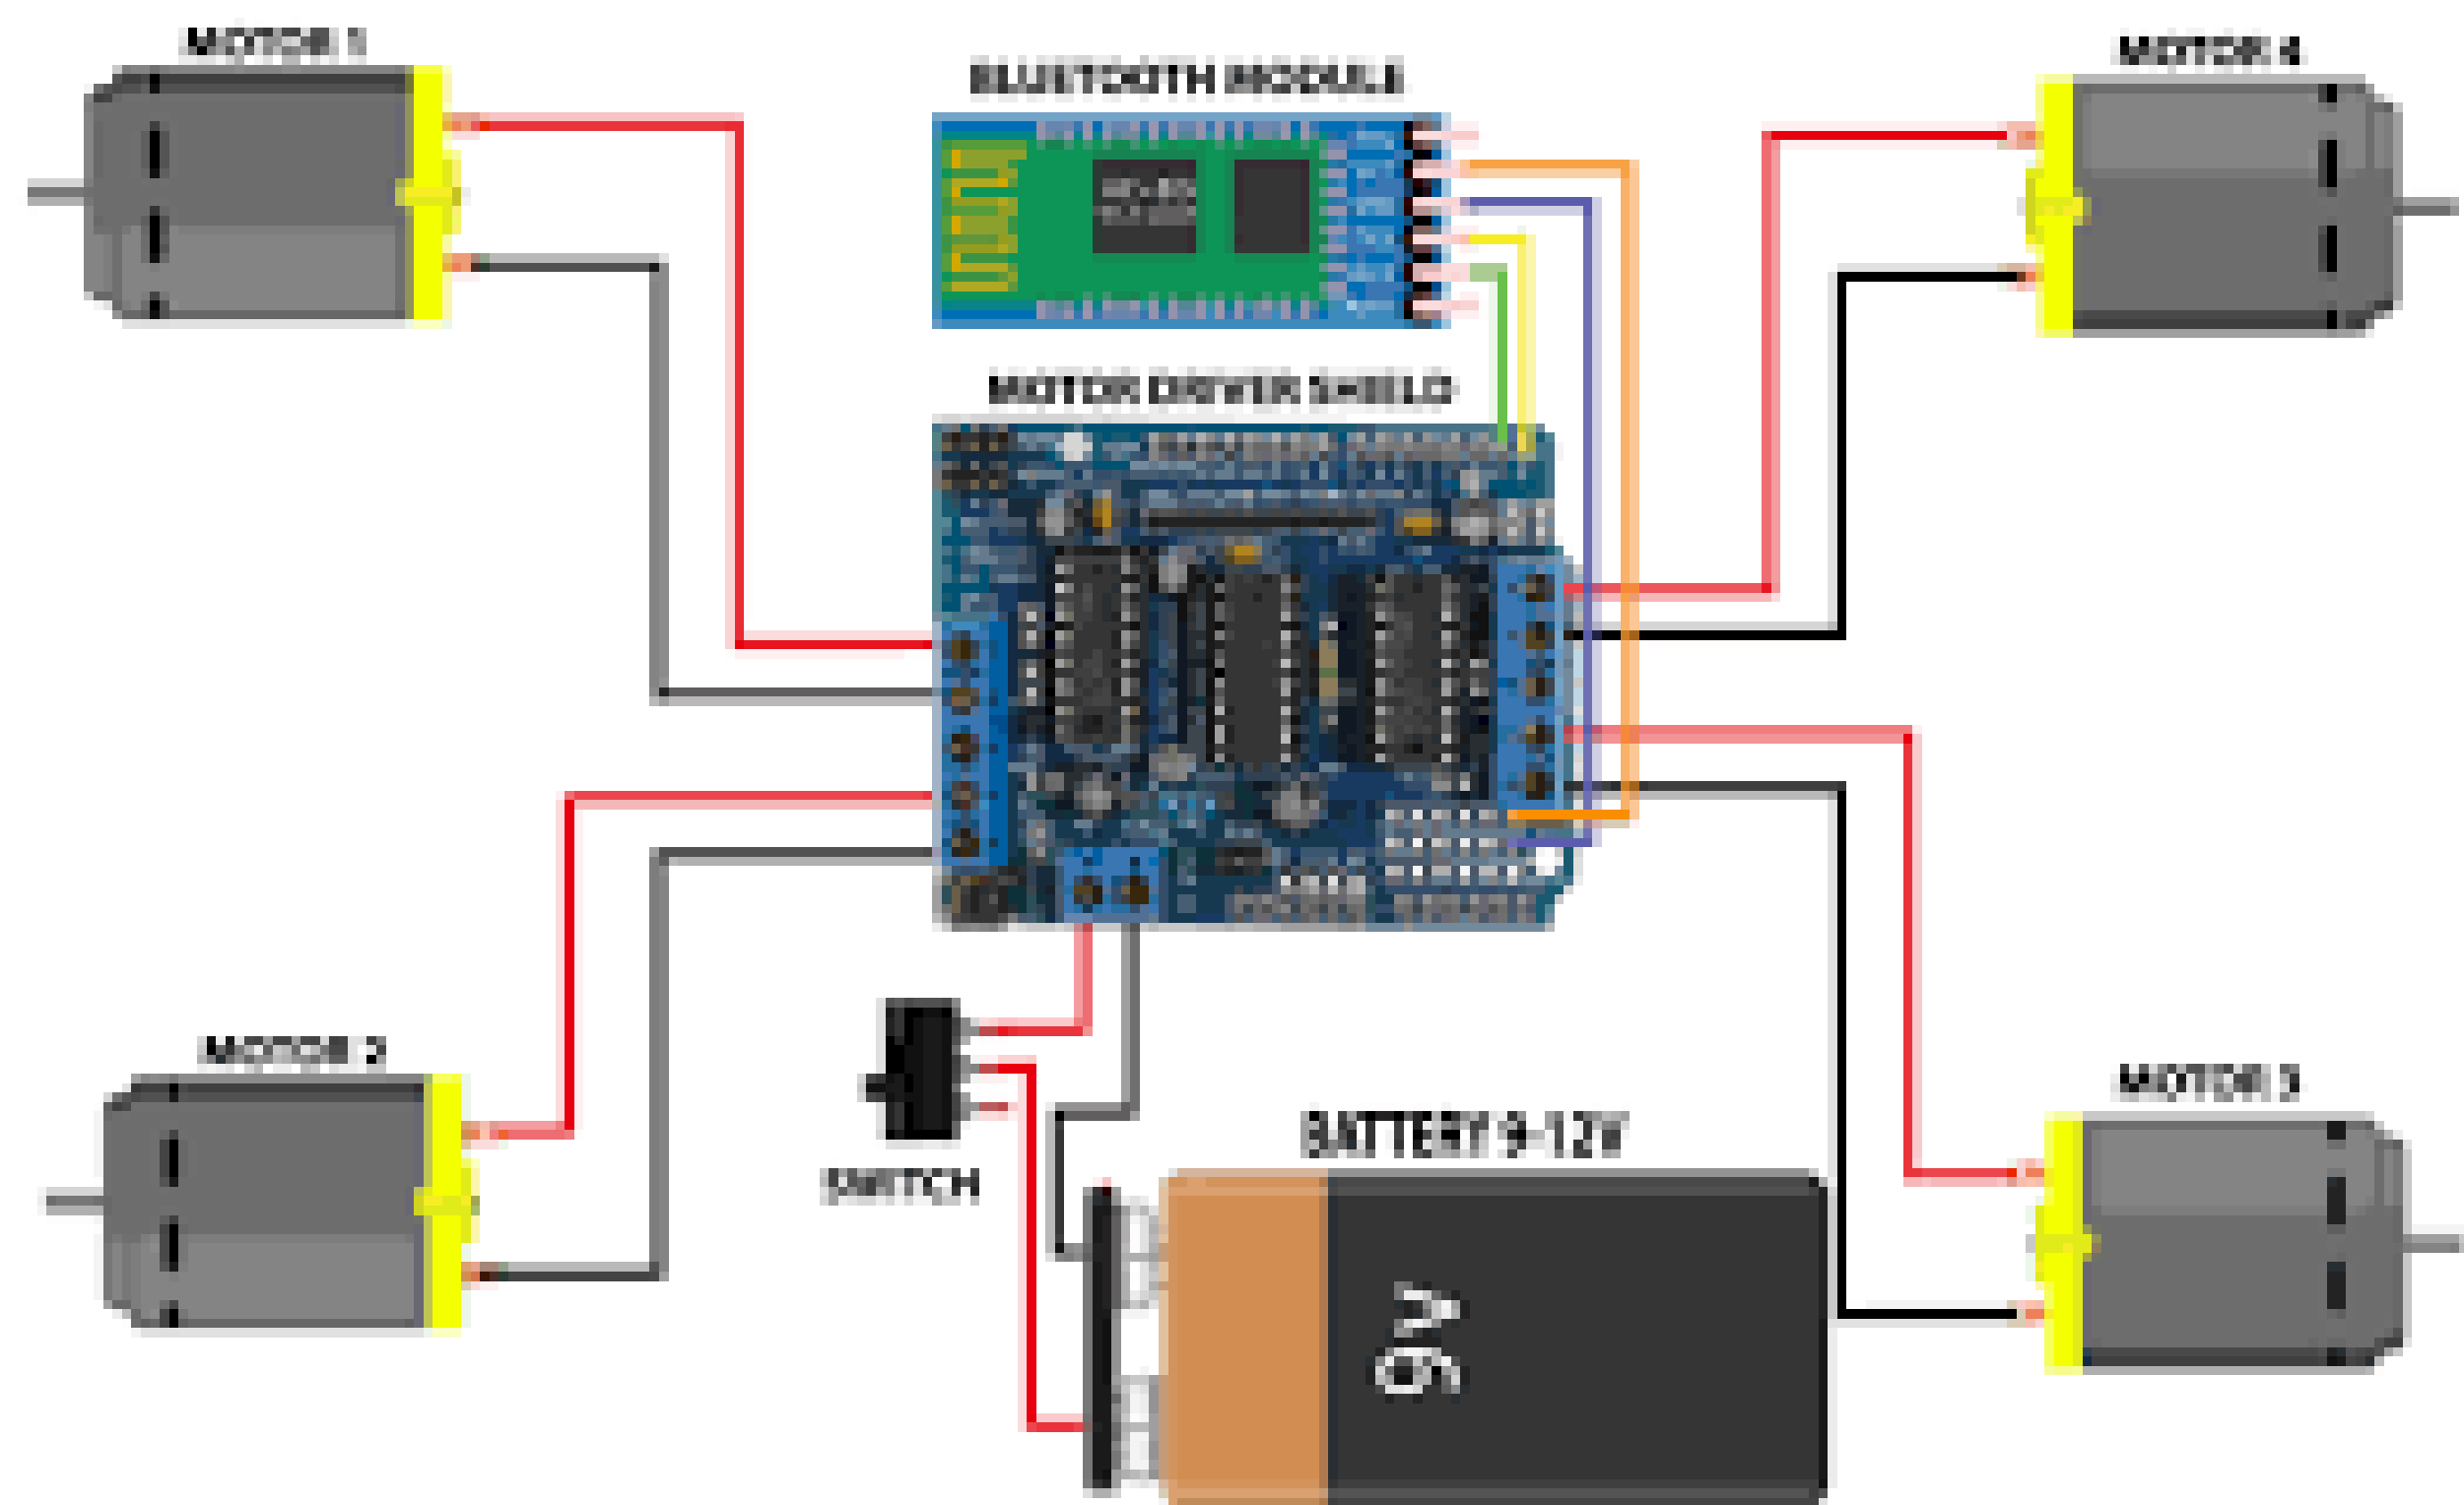 MOTOR 1
MOTOR 4
BLUETOOTH MODULE
MOTOR DRIVER SHIELD
MOTOR 2
MOTOR 3
BATTERY 9-12V
SWITCH
9V